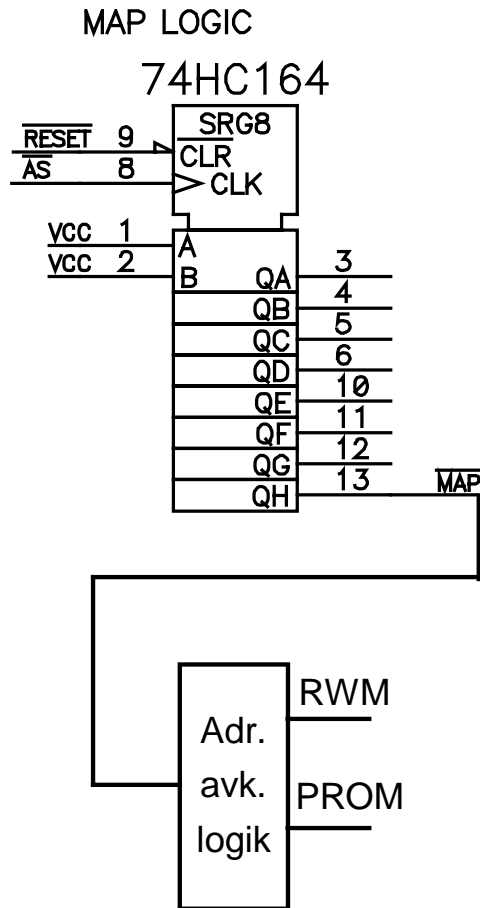 MAP LOGIC
74HC164
SRG8
RESET 9 CLR
AS 8 CLK
VCC 1 A
VCC 2 B
QA 3
QB 4
QC 5
QD 6
QE 10
QF 11
QG 12
QH 13 MAP
Adr.
avk.
logik
RWM
PROM